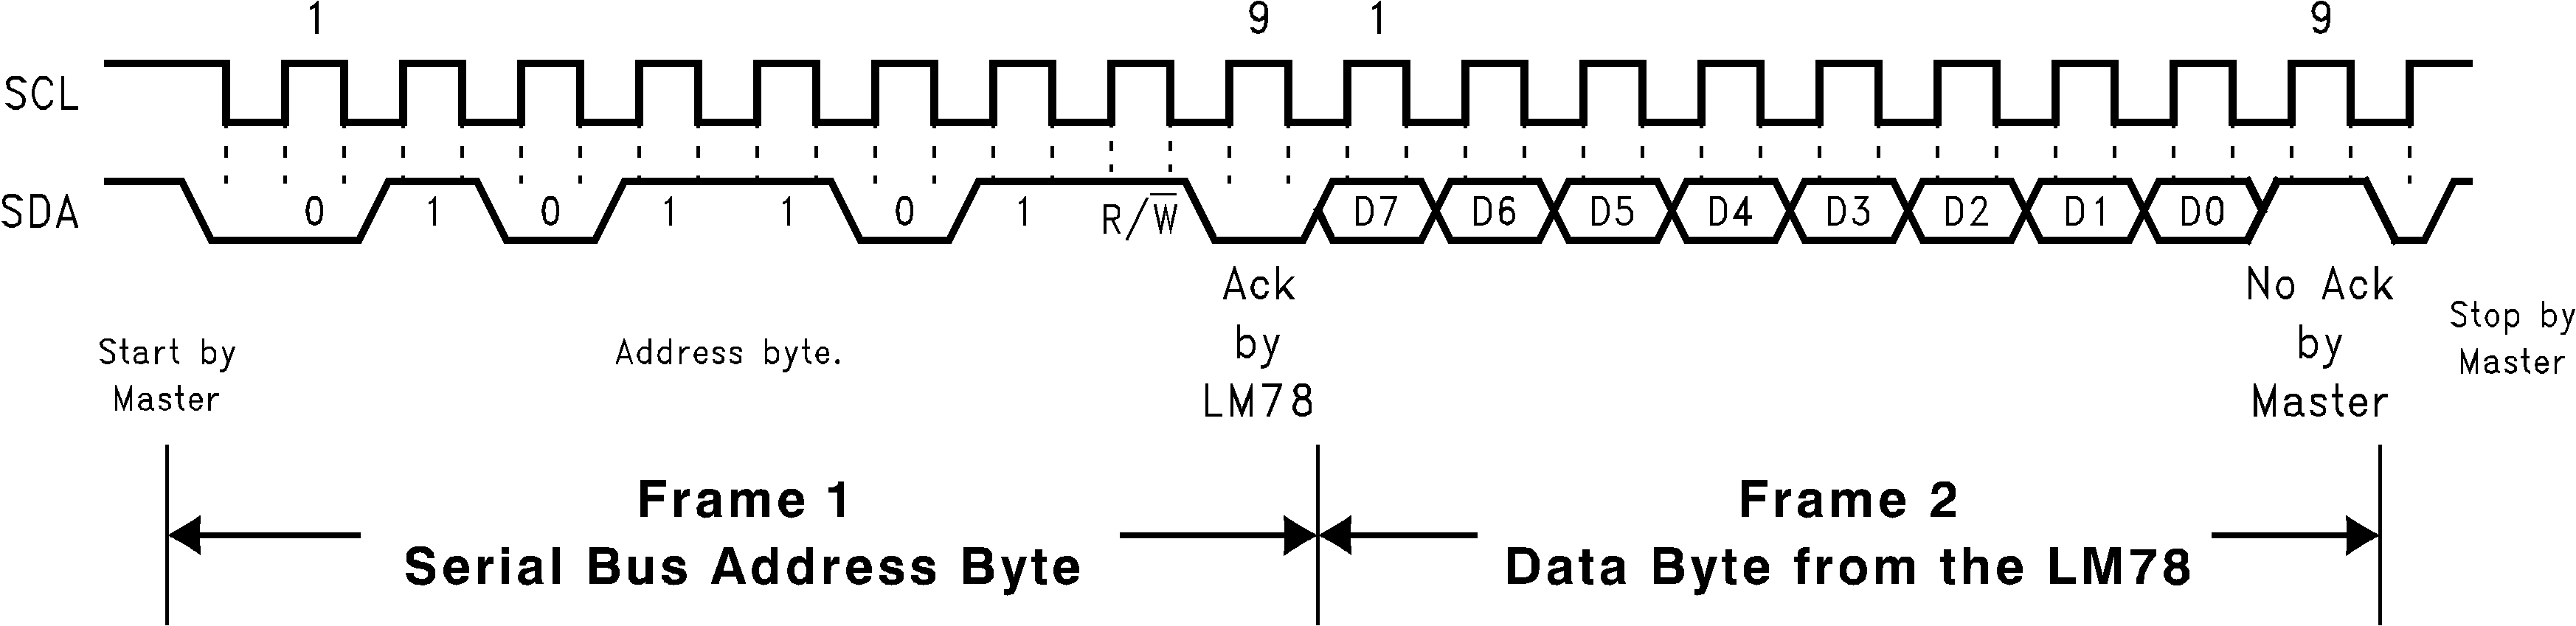 1 9 1 9
SCL
SDA 0 1 0 1 1 0 1 R/W̅ D7 D6 D5 D4 D3 D2 D1 D0
Ack
by
LM78
No Ack
by
Master
Start by
Master
Address byte.
Stop by
Master
Frame 1
Serial Bus Address Byte
Frame 2
Data Byte from the LM78